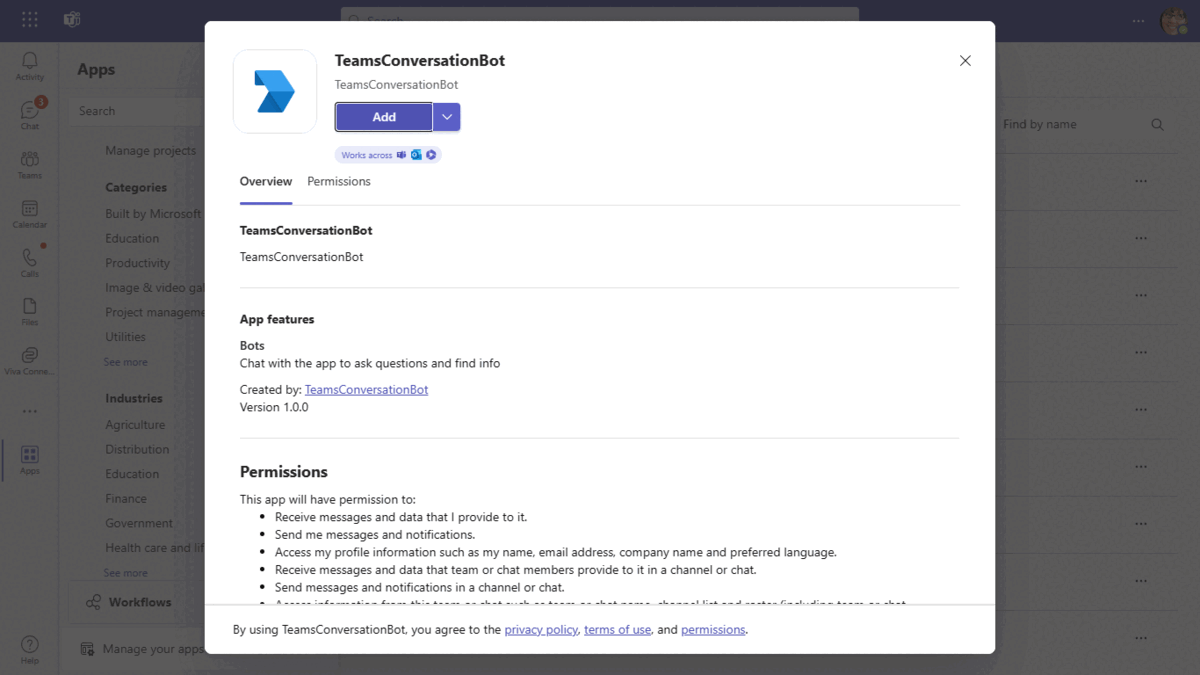 Search
TeamsConversationBot
TeamsConversationBot
Add
Works across
Overview Permissions
TeamsConversationBot
TeamsConversationBot
App features
Bots
Chat with the app to ask questions and find info
Created by: TeamsConversationBot
Version 1.0.0
Permissions
This app will have permission to:
Receive messages and data that I provide to it.
Send me messages and notifications.
Access my profile information such as my name, email address, company name and preferred language.
Receive messages and data that team or chat members provide to it in a channel or chat.
Send messages and notifications in a channel or chat.
By using TeamsConversationBot, you agree to the privacy policy, terms of use, and permissions.
Activity
3
Chat
Teams
Calendar
Calls
Files
Viva Conne...
Apps
Help
Apps
Search
Manage projects
Categories
Built by Microsoft
Education
Productivity
Image & video
Project
Utilities
See more
Industries
Agriculture
Distribution
Education
Finance
Government
Health care and
See more
Workflows
Manage your apps
Find by name